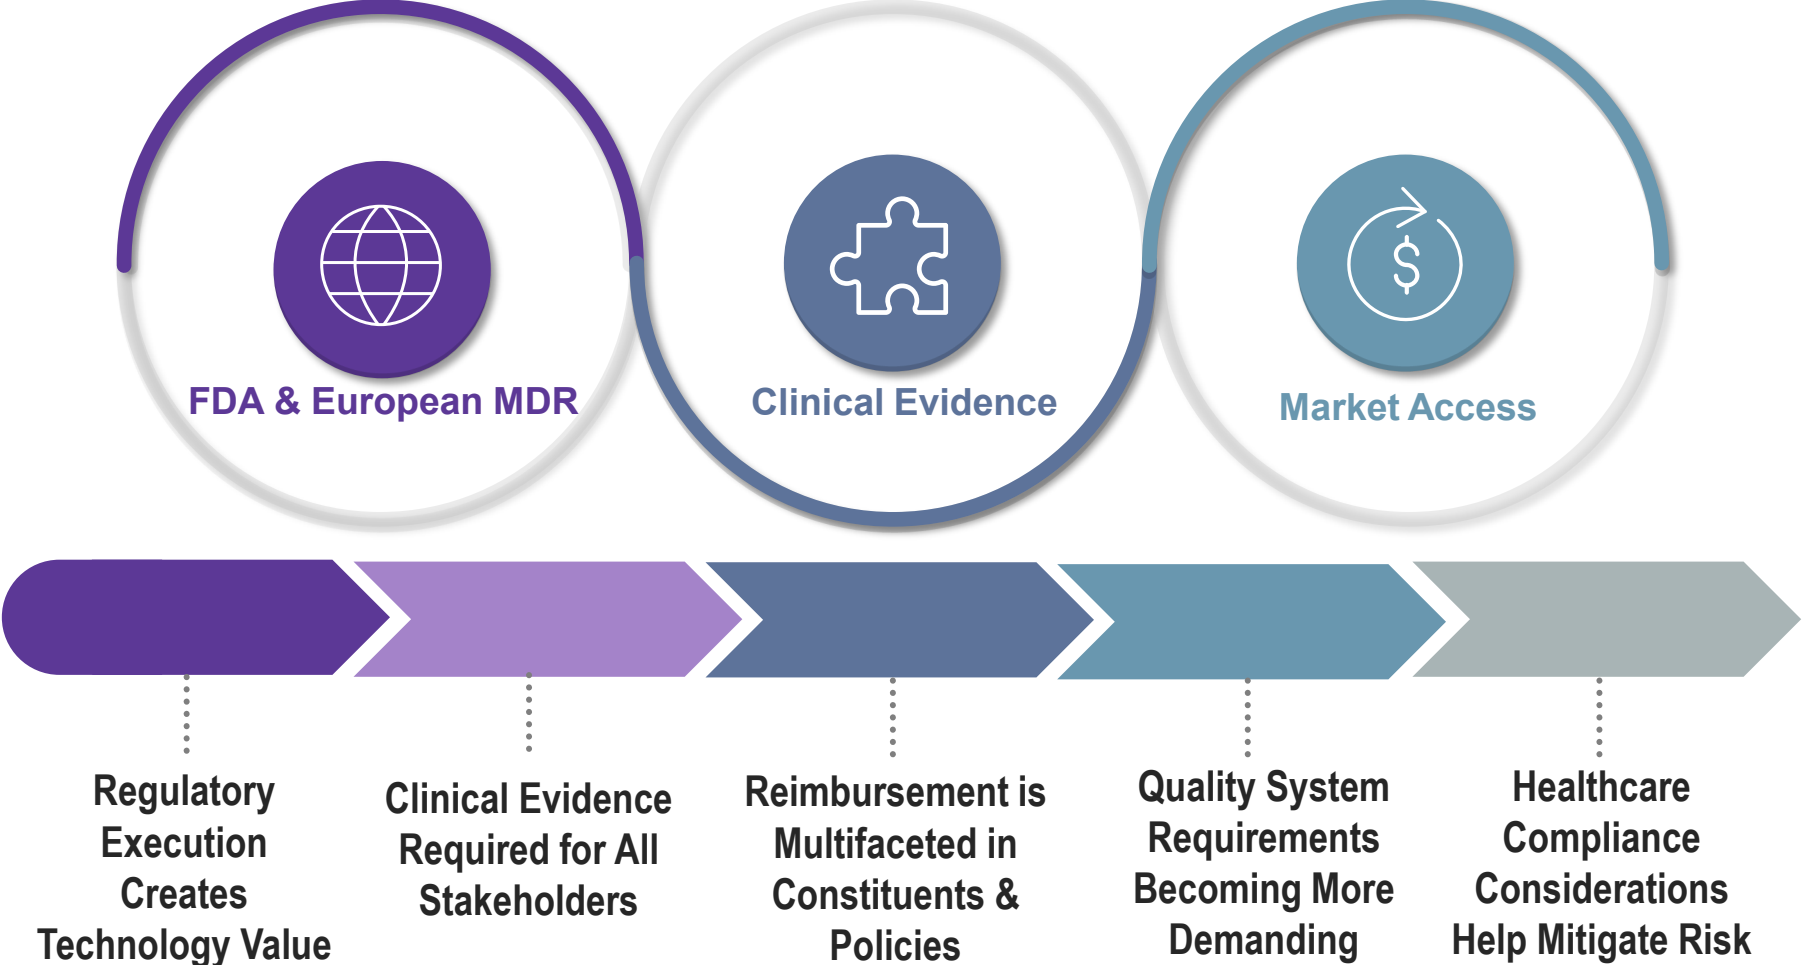 FDA & European MDR
Clinical Evidence
Market Access
$
Regulatory
Execution
Creates
Technology Value
Clinical Evidence
Required for All
Stakeholders
Reimbursement is
Multifaceted in
Constituents &
Policies
Quality System
Requirements
Becoming More
Demanding
Healthcare
Compliance
Considerations
Help Mitigate Risk